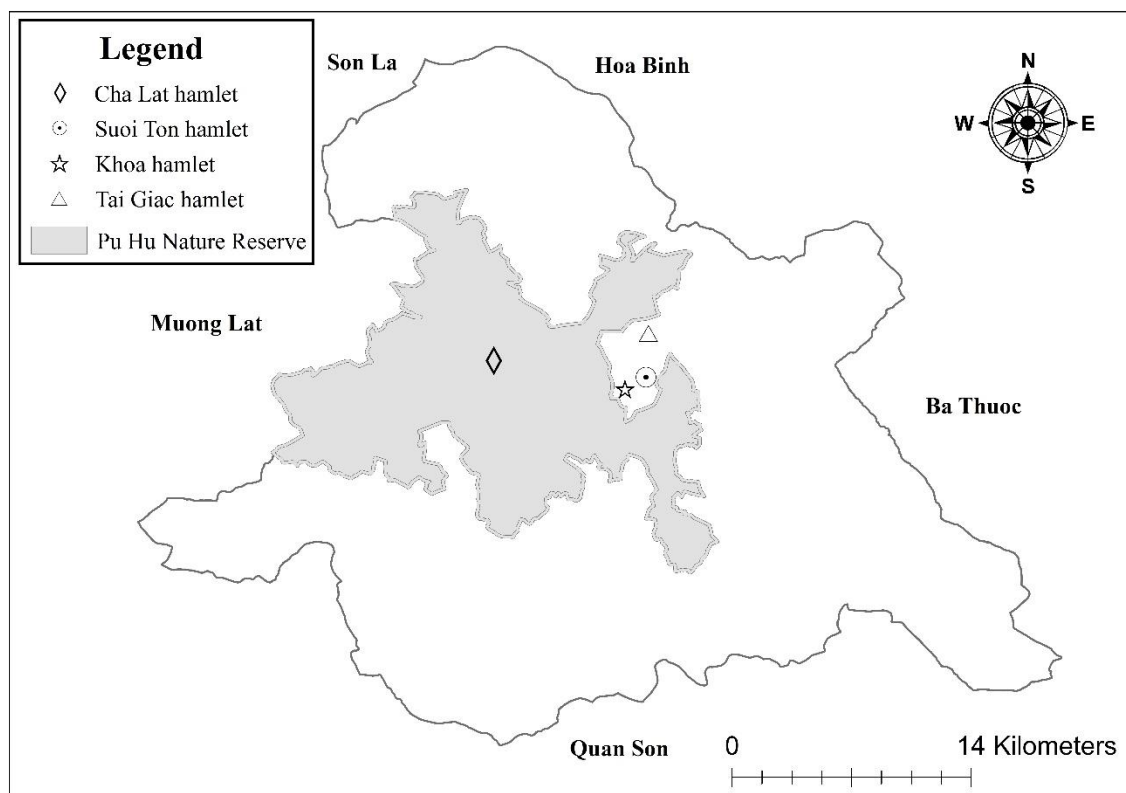 Legend
Cha Lat hamlet
Suoi Ton hamlet
Khoa hamlet
Tai Giac hamlet
Pu Hu Nature Reserve
Son La
Hoa Binh
N
W E
S
Muong Lat
Ba Thuoc
Quan Son
0 14 Kilometers